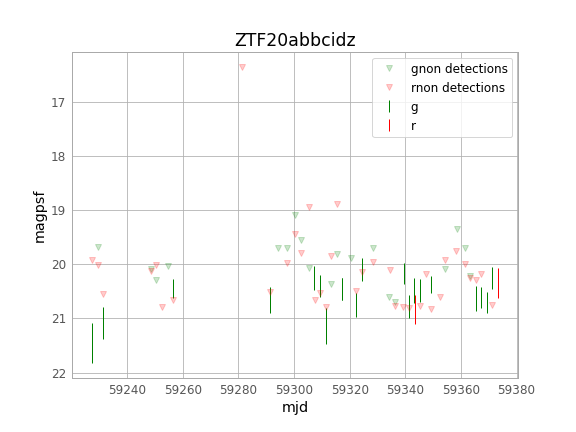 ZTF20abbcidz
gnon detections
rnon detections
g
r
magpsf
17
18
19
20
21
22
59240
59260
59280
59300
59320
59340
59360
59380
mjd